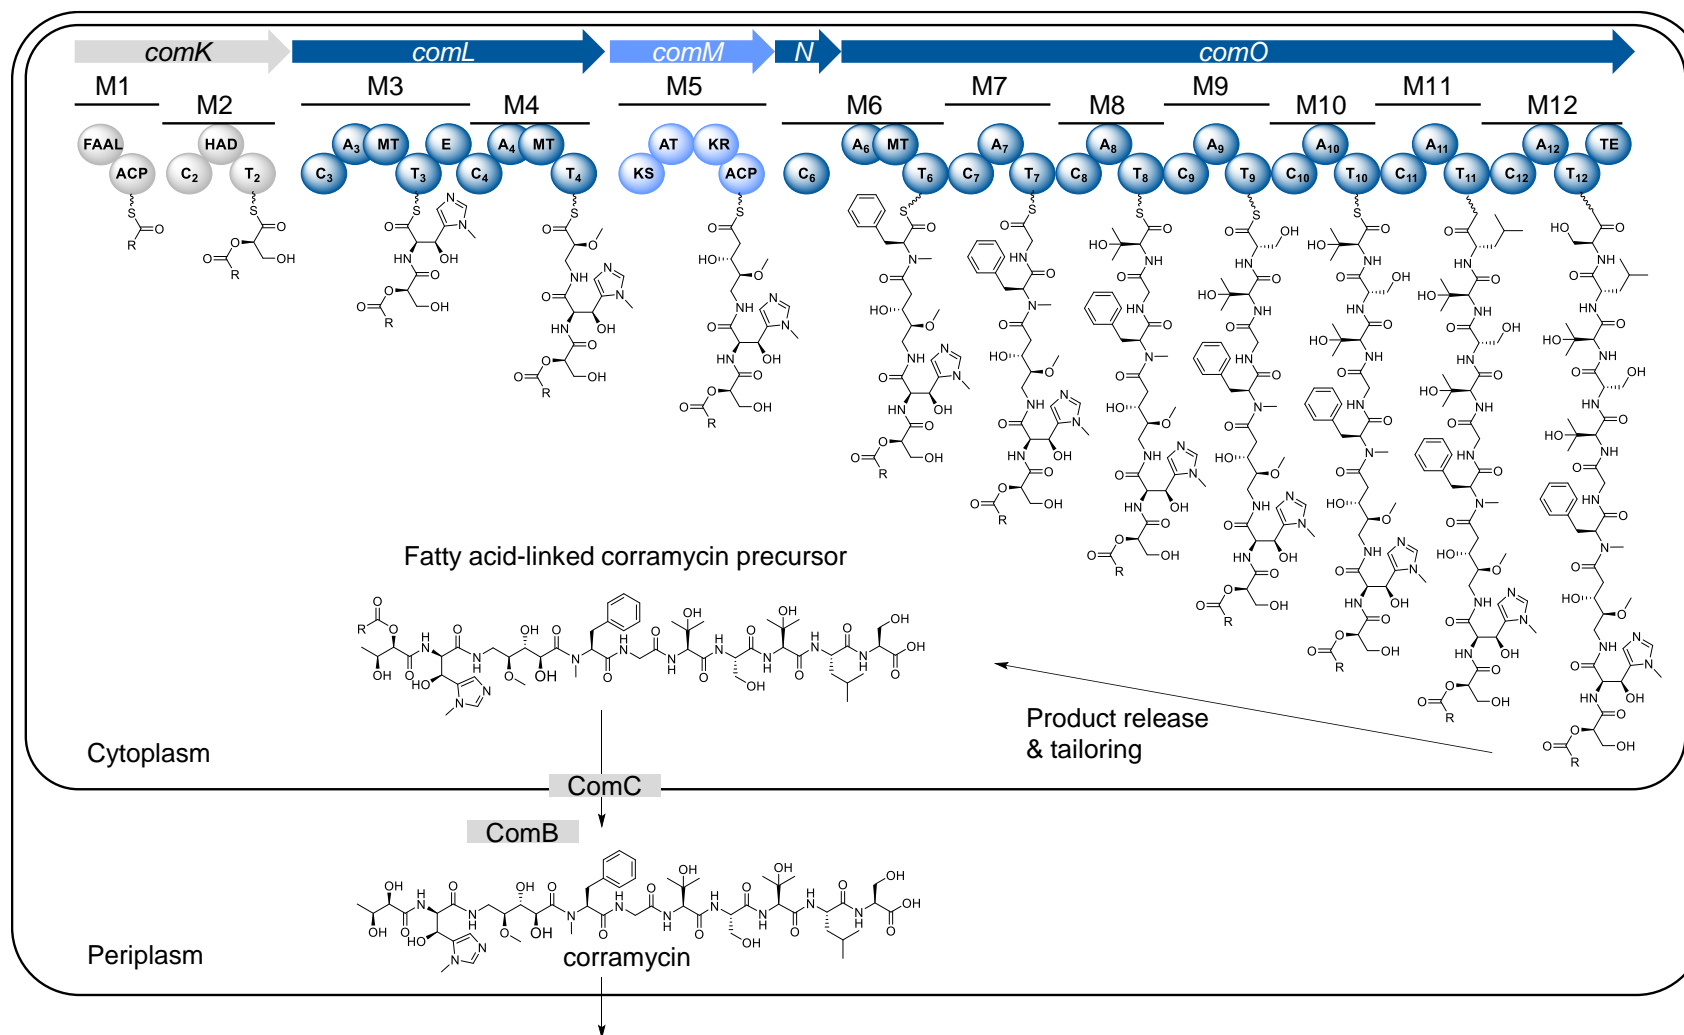 comK comL comM N comO
M1 M2 M3 M4 M5 M6 M7 M8 M9 M10 M11 M12
FAAL HAD A3 MT E A4 MT AT KR A6 MT A7 A8 A9 A10 A11 A12 TE
ACP C2 T2 C3 T3 C4 T4 KS ACP C6 T6 C7 T7 C8 T8 C9 T9 C10 T10 C11 T11 C12 T12
Fatty acid-linked corramycin precursor
Product release
& tailoring
Cytoplasm
ComC
ComB
Periplasm
corramycin